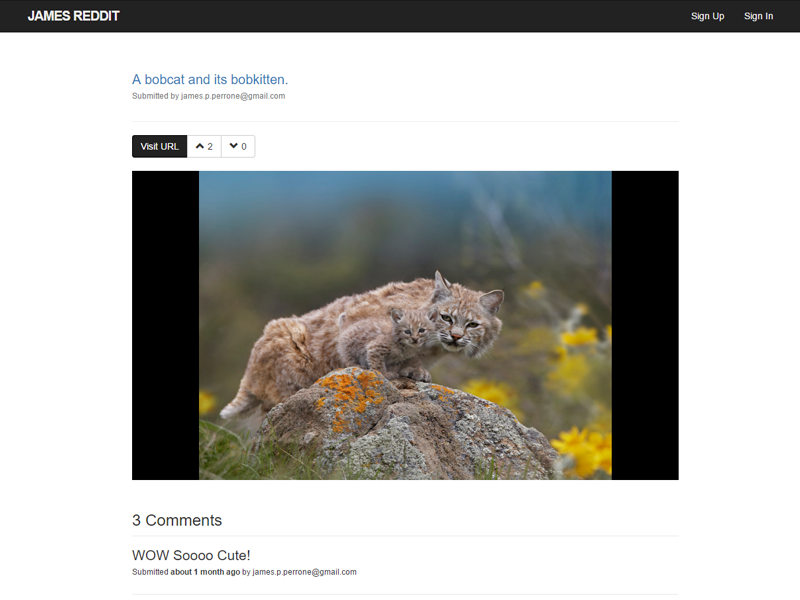 JAMES REDDIT Sign Up Sign In
A bobcat and its bobkitten.
Submitted by james.p.perrone@gmail.com
Visit URL 2 0
3 Comments
WOW Soooo Cute!
Submitted about 1 month ago by james.p.perrone@gmail.com